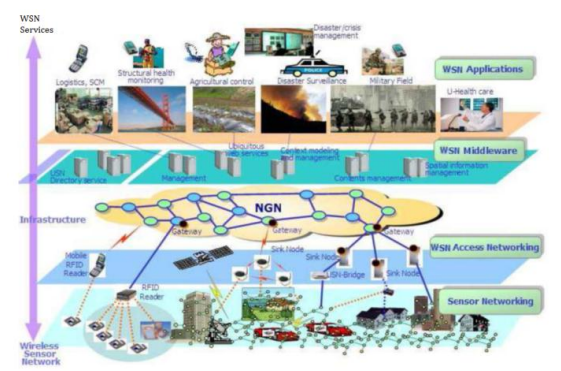 WSN
Services
Disaster/crisis
management
Structural health
monitoring
Logistics, SCM
Agricultural control
Disaster Surveillance
Military Field
WSN Applications
U-Health care
POLICE
Ubiquitous
web services
Context modeling
and management
WSN Middleware
USN
Directory service
Management
Contents management
Spatial information
management
NGN
Infrastructure
Gateway
Gateway
Gateway
Mobile
RFID
Reader
Sink Node
Sink Node
USN-Bridge
Sink Node
WSN Access Networking
RFID
Reader
Sensor Networking
Wireless
Sensor
Network